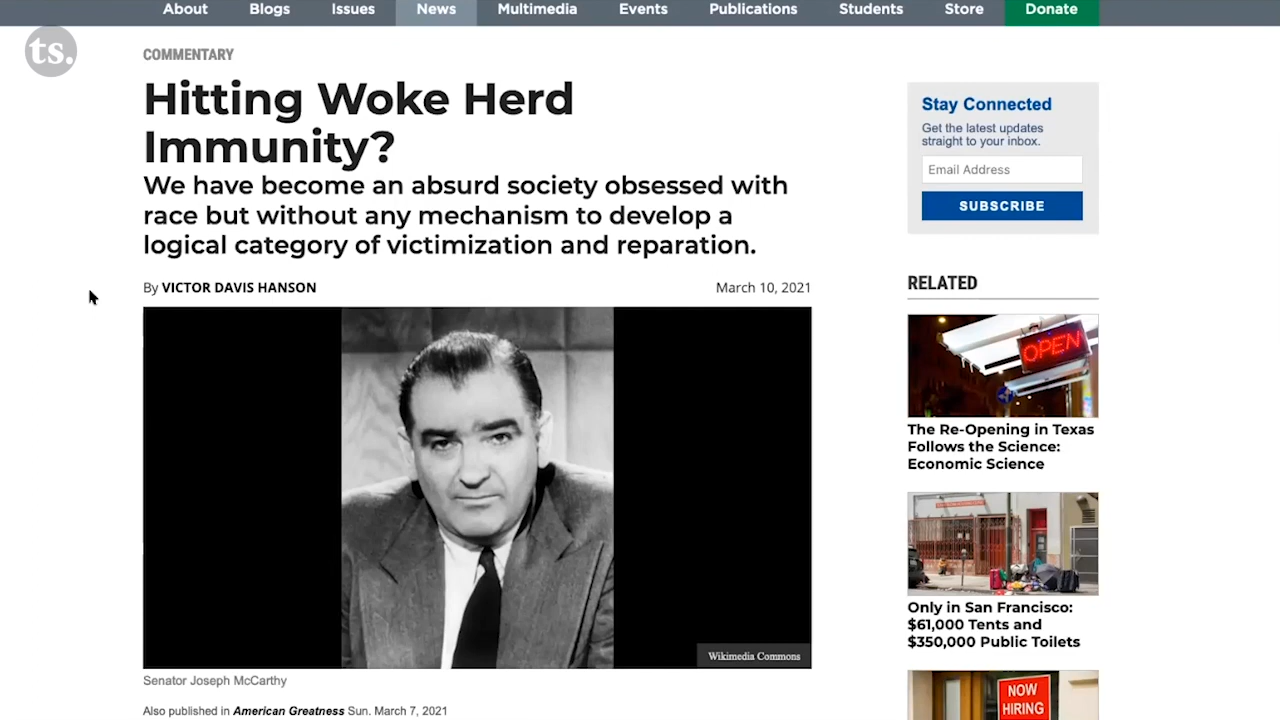 About Blogs Issues News Multimedia Events Publications Students Store Donate
ts.
COMMENTARY
Hitting Woke Herd
Immunity?
We have become an absurd society obsessed with
race but without any mechanism to develop a
logical category of victimization and reparation.
By VICTOR DAVIS HANSON
March 10, 2021
Wikimedia Commons
Senator Joseph McCarthy
Also published in American Greatness Sun. March 7, 2021
Stay Connected
Get the latest updates
straight to your inbox.
Email Address
SUBSCRIBE
RELATED
OPEN
The Re-Opening in Texas
Follows the Science:
Economic Science
Only in San Francisco:
$61,000 Tents and
$350,000 Public Toilets
NOW
HIRING